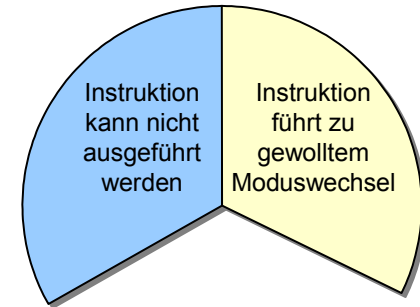 Instruktion
kann nicht
ausgeführt
werden
Instruktion
führt zu
gewolltem
Moduswechsel